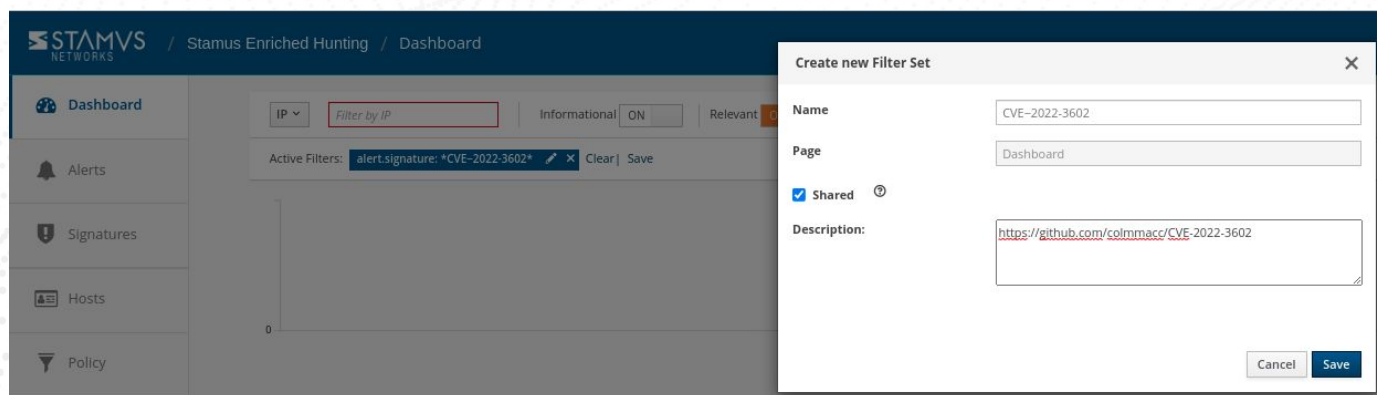 STAMVS / Stamus Enriched Hunting / Dashboard
NETWORKS
Dashboard
Alerts
Signatures
Hosts
Policy
IP Filter by IP Informational ON Relevant
Active Filters: alert.signature: *CVE–2022-3602* Clear| Save
0
Create new Filter Set
Name CVE–2022-3602
Page Dashboard
Shared
Description: https://github.com/colmmacc/CVE-2022-3602
Cancel Save